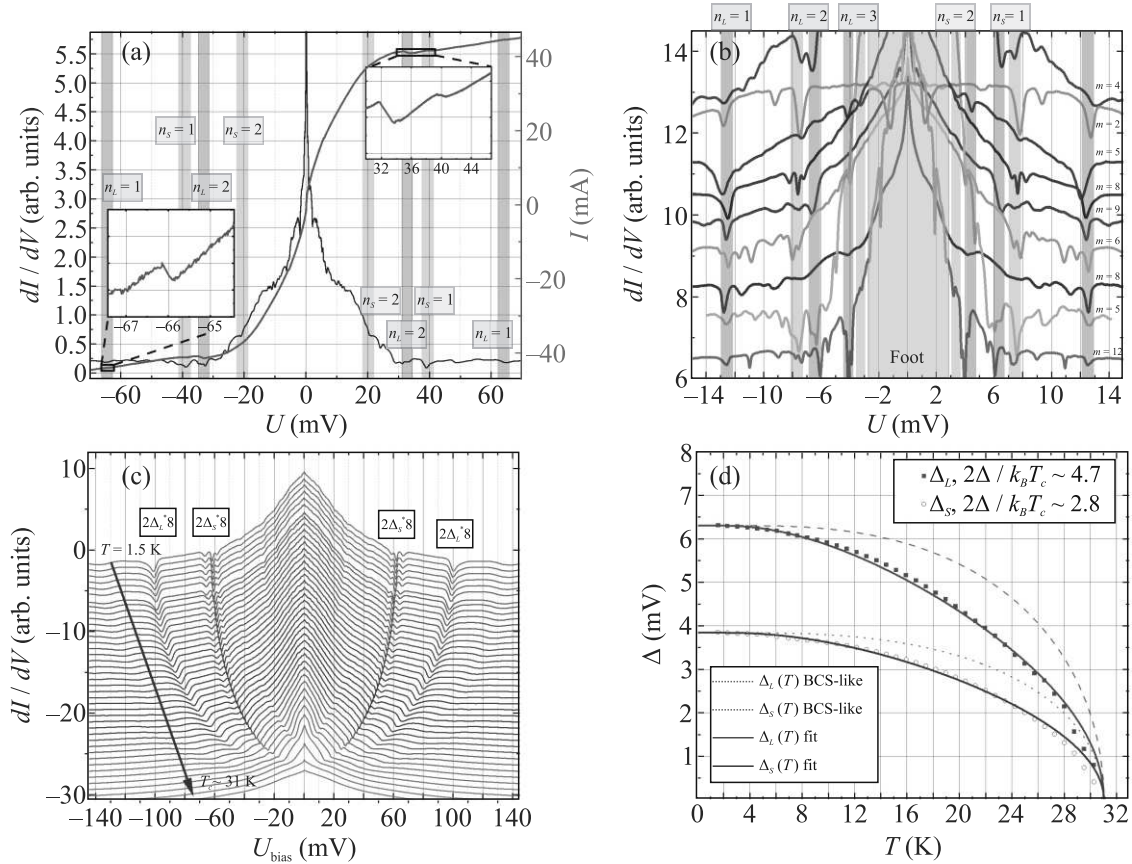 (a)
n_L = 1
n_S = 1
n_L = 2
n_S = 2
n_S = 2
n_L = 2
n_S = 1
n_L = 1
5.5
5.0
4.5
4.0
3.5
3.0
2.5
2.0
1.5
1.0
0.5
0
dI / dV (arb. units)
40
20
0
–20
–40
I (mA)
–60 –40 –20 0 20 40 60
U (mV)
30 32 36 40 44
–67 –66 –65
(b)
n_L = 1
n_L = 2
n_L = 3
n_S = 2
n_S = 1
14
12
10
8
6
dI / dV (arb. units)
m = 4
m = 2
m = 5
m = 8
m = 9
m = 6
m = 8
m = 5
m = 12
Foot
–14 –10 –6 –2 2 6 10 14
U (mV)
(c)
2Δ_L*8
2Δ_S*8
2Δ_S*8
2Δ_L*8
T = 1.5 K
T_c ~ 31 K
10
0
–10
–20
–30
dI / dV (arb. units)
–140 –100 –60 –20 0 20 60 100 140
U_bias (mV)
(d)
Δ_L, 2Δ / k_BT_c ~ 4.7
Δ_S, 2Δ / k_BT_c ~ 2.8
Δ_L (T) BCS-like
Δ_S (T) BCS-like
Δ_L (T) fit
Δ_S (T) fit
8
7
6
5
4
3
2
1
Δ (mV)
0 4 8 12 16 20 24 28 32
T (K)